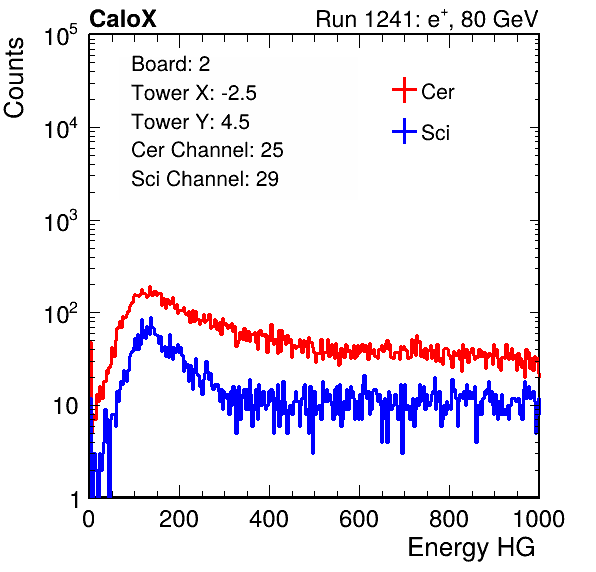 CaloX Run 1241: e⁺, 80 GeV
Counts
Board: 2
Tower X: -2.5
Tower Y: 4.5
Cer Channel: 25
Sci Channel: 29
Cer
Sci
10⁵
10⁴
10³
10²
10
1
0 200 400 600 800 1000
Energy HG